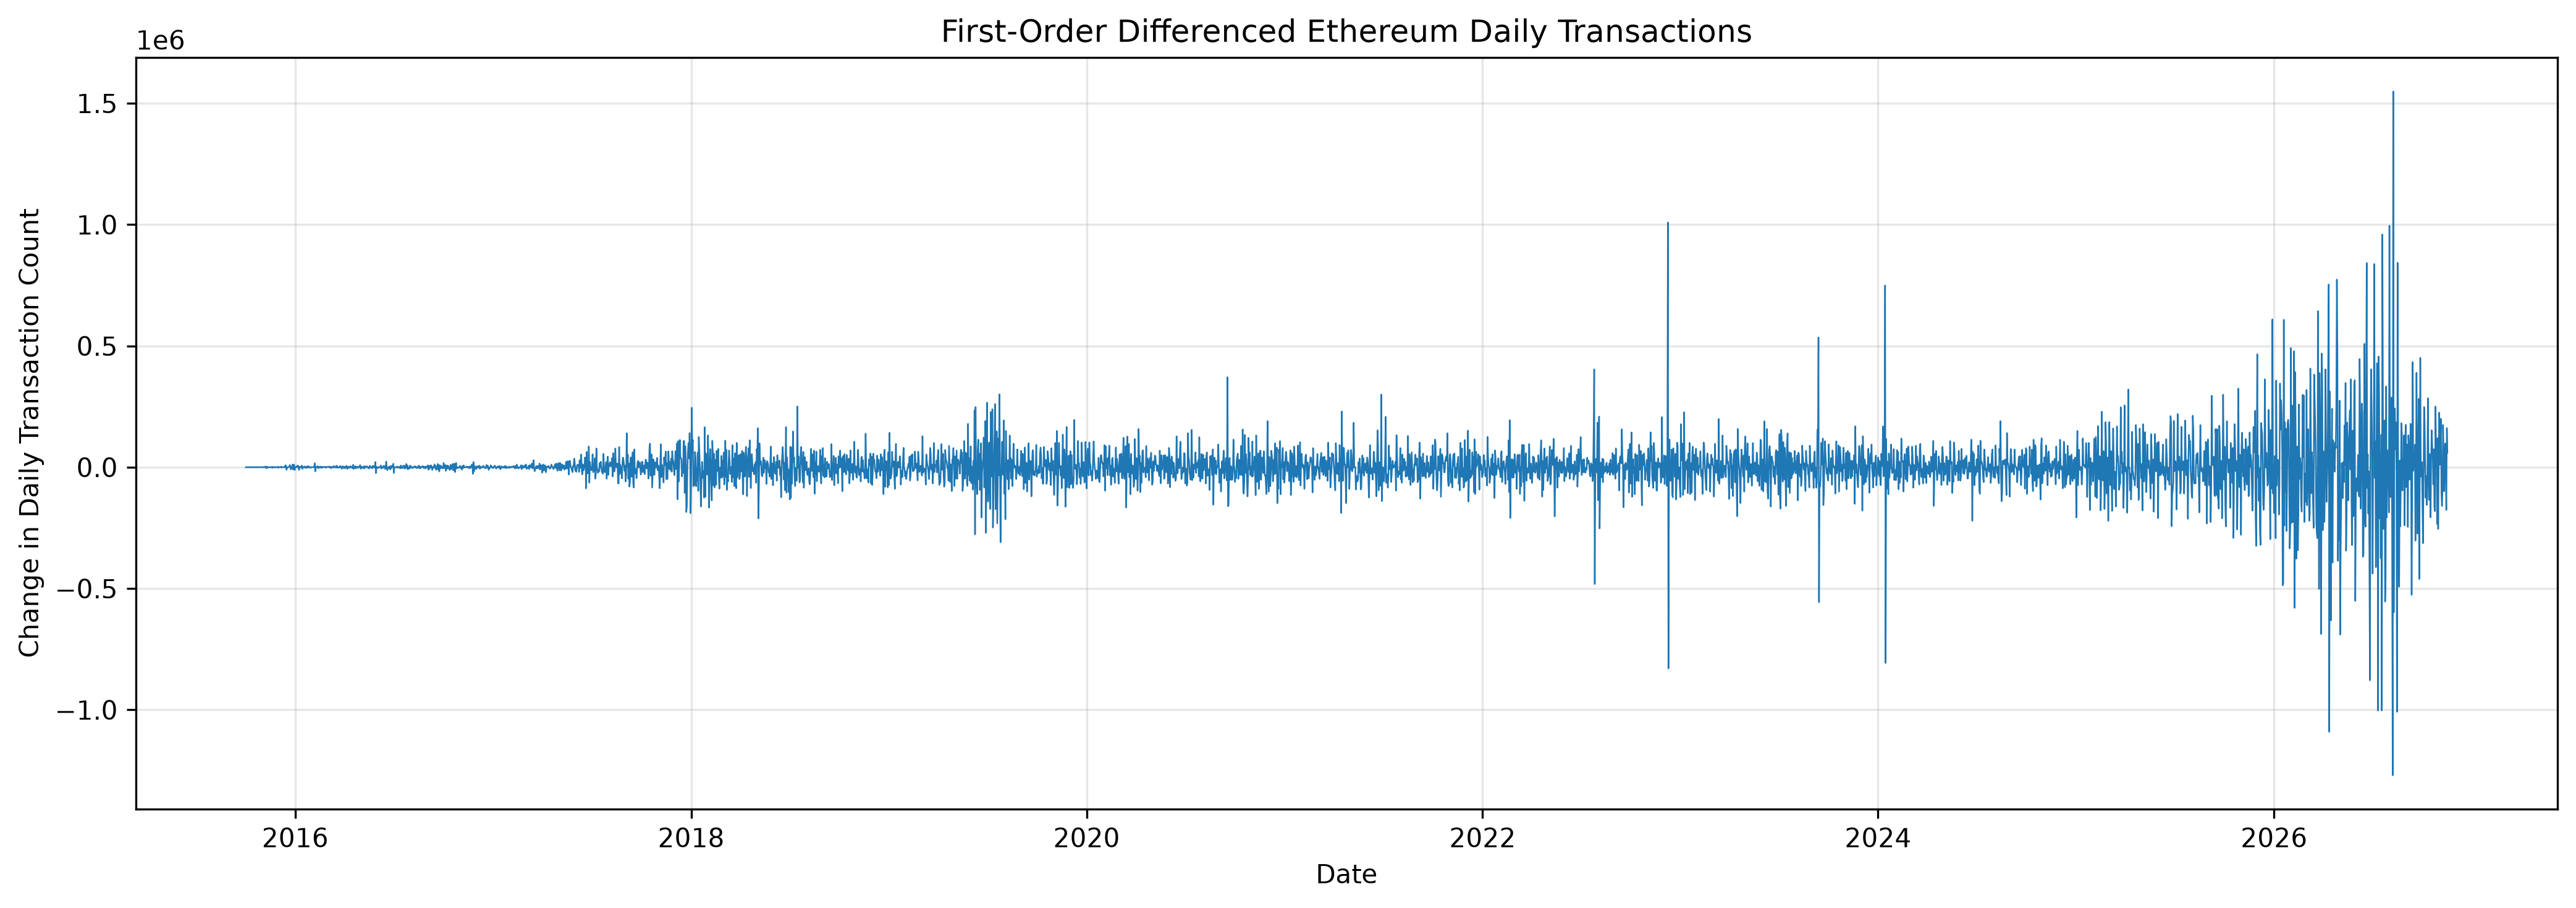 First-Order Differenced Ethereum Daily Transactions
1e6
1.5
1.0
0.5
0.0
−0.5
−1.0
Change in Daily Transaction Count
2016 2018 2020 2022 2024 2026
Date